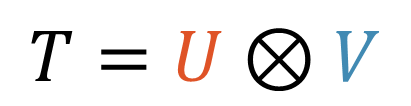 T = U ⊗ V